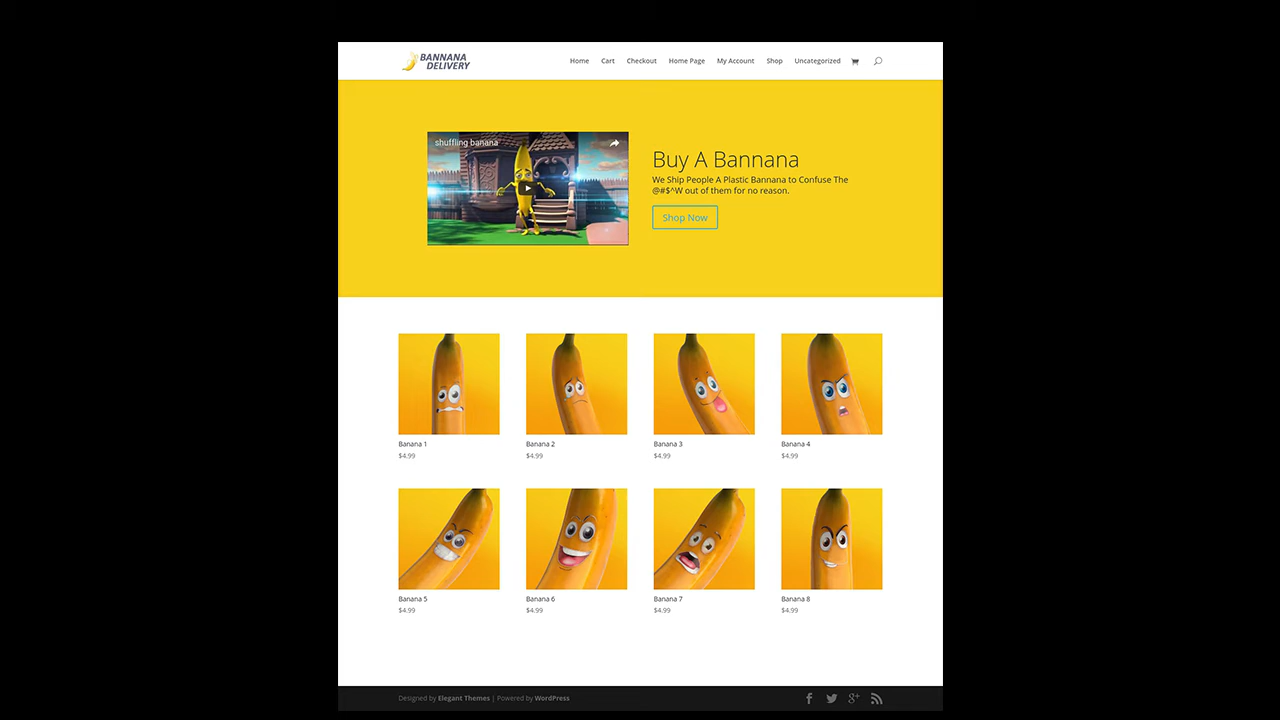 BANNANA
DELIVERY
Home Cart Checkout Home Page My Account Shop Uncategorized
shuffling banana
Buy A Bannana
We Ship People A Plastic Bannana to Confuse The
@#$^W out of them for no reason.
Shop Now
Banana 1 Banana 2 Banana 3 Banana 4
$4.99 $4.99 $4.99 $4.99
Banana 5 Banana 6 Banana 7 Banana 8
$4.99 $4.99 $4.99 $4.99
Designed by Elegant Themes | Powered by WordPress